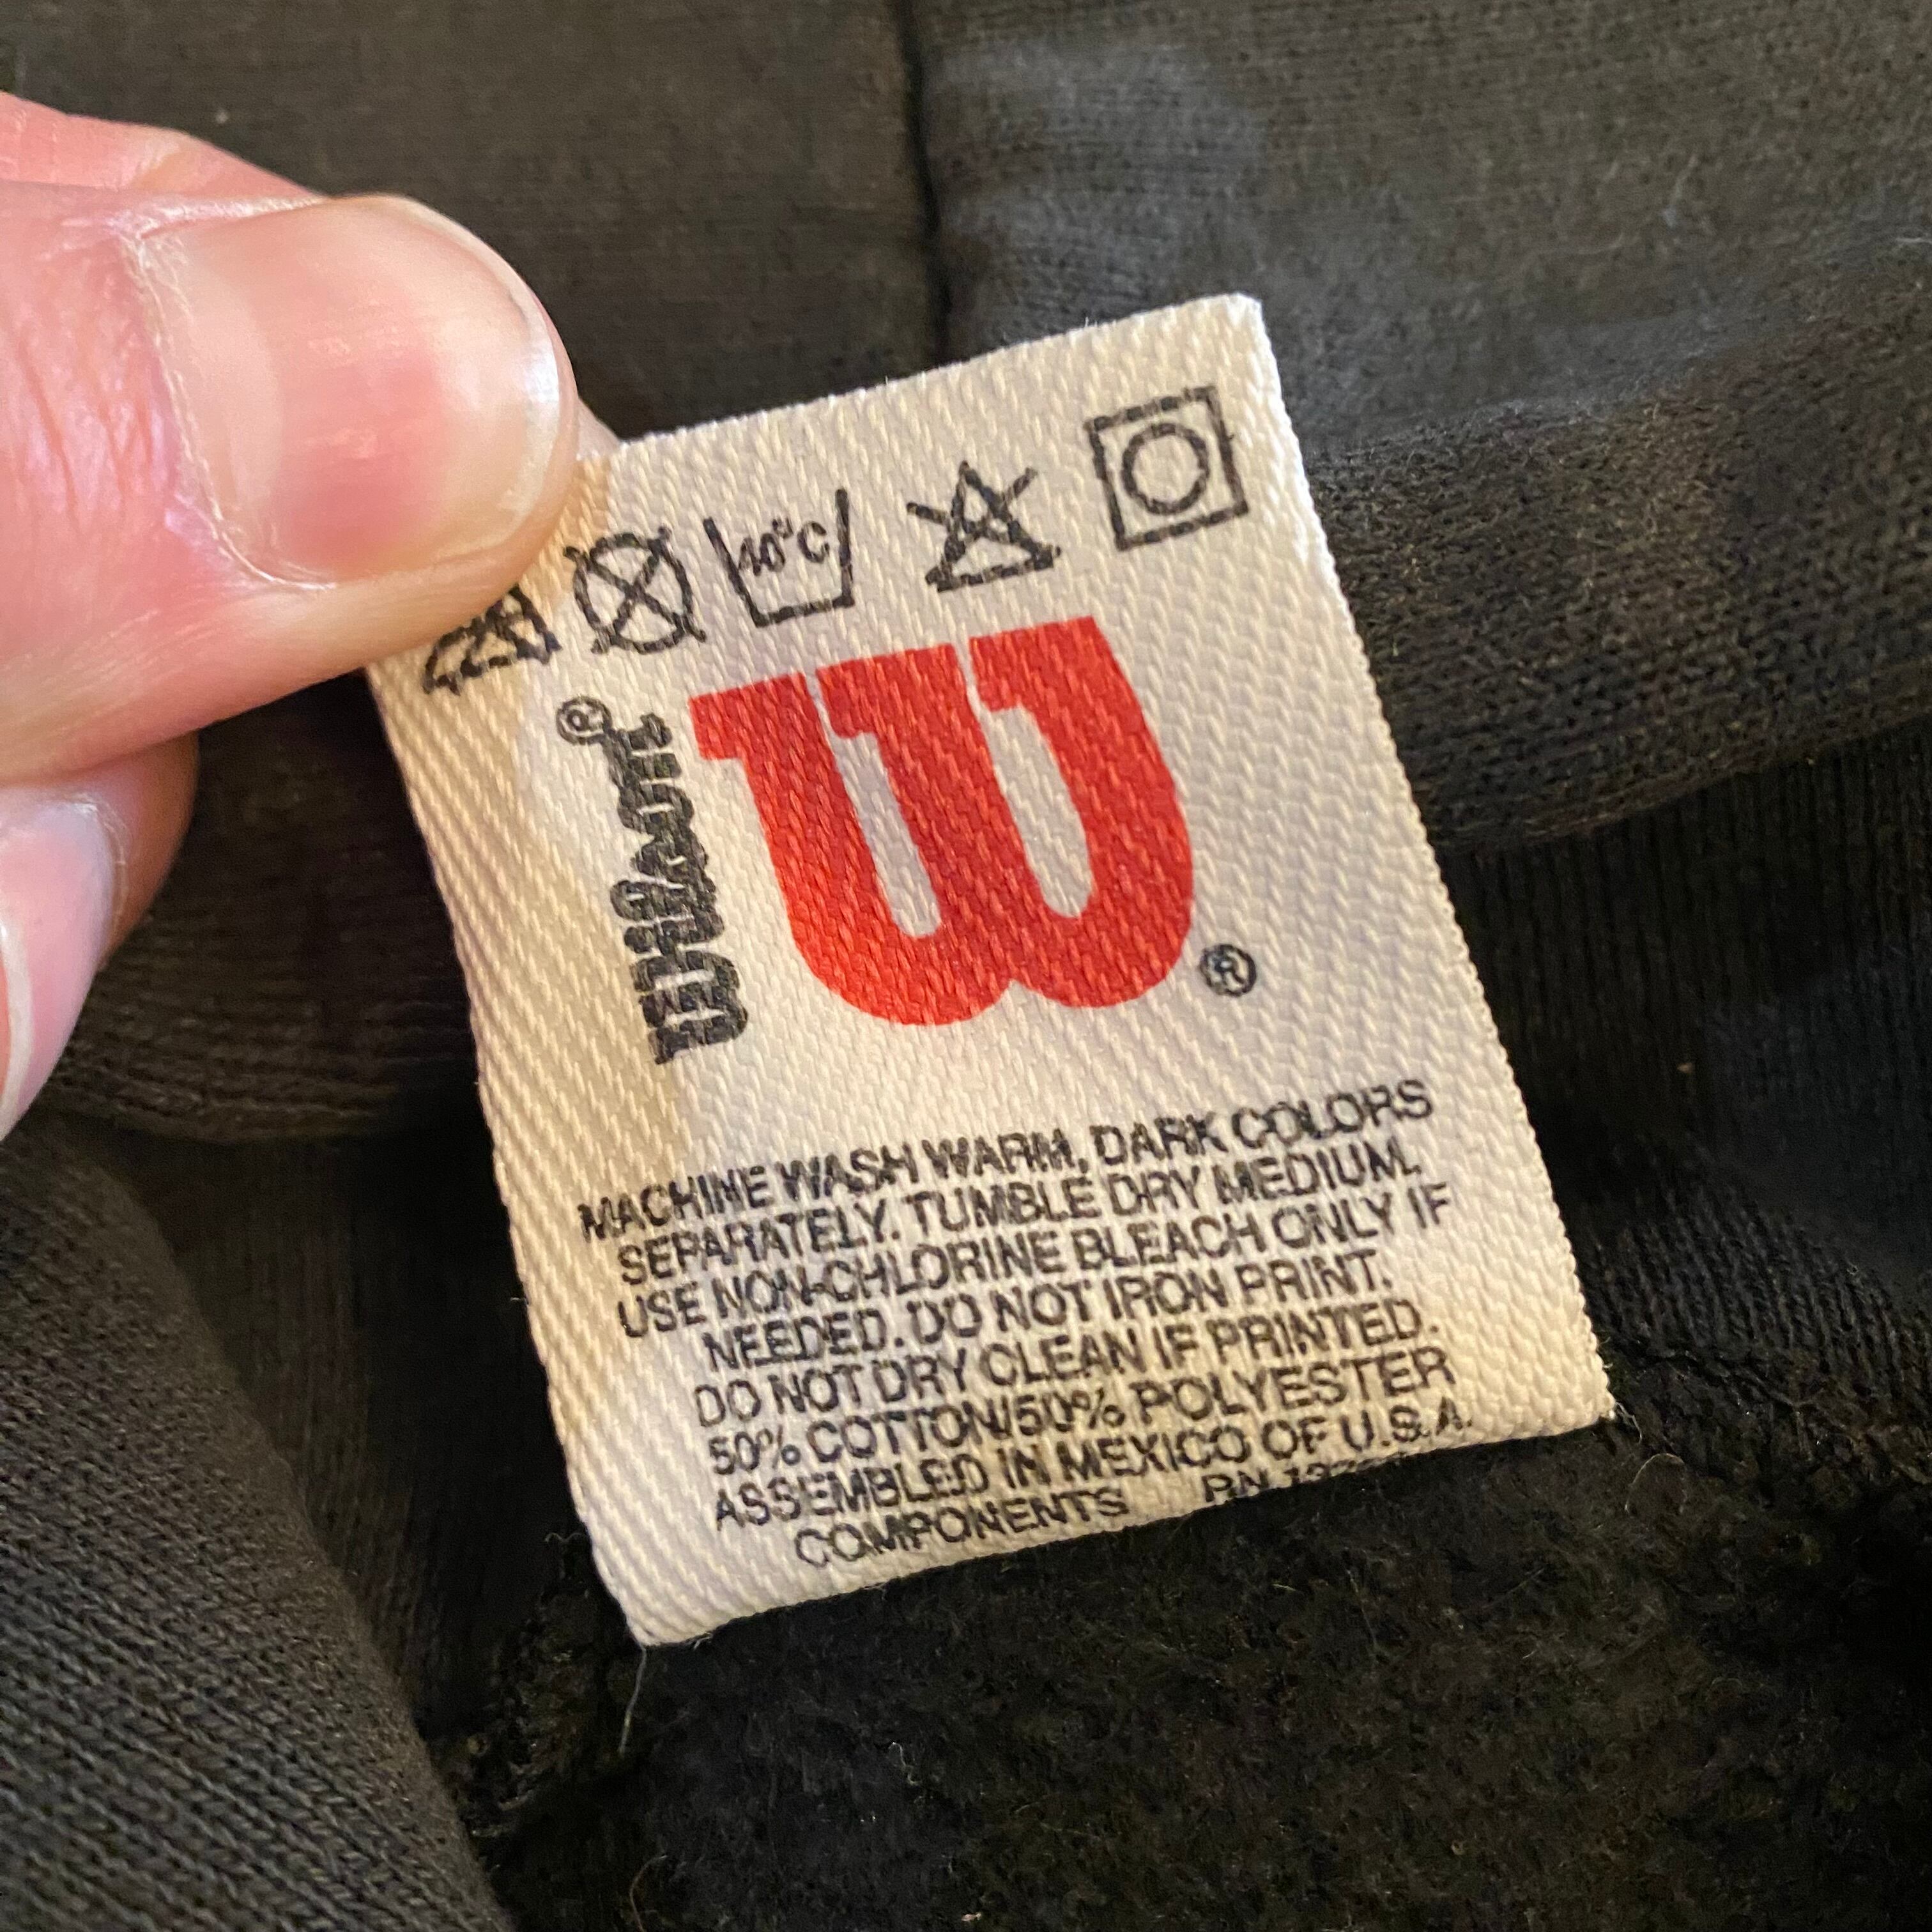 40°C
Wilson®
W®
MACHINE WASH WARM, DARK COLORS
SEPARATELY. TUMBLE DRY MEDIUM.
USE NON-CHLORINE BLEACH ONLY IF
NEEDED. DO NOT IRON PRINT.
DO NOT DRY CLEAN IF PRINTED.
50% COTTON/50% POLYESTER
ASSEMBLED IN MEXICO OF U.S.A.
COMPONENTS RN